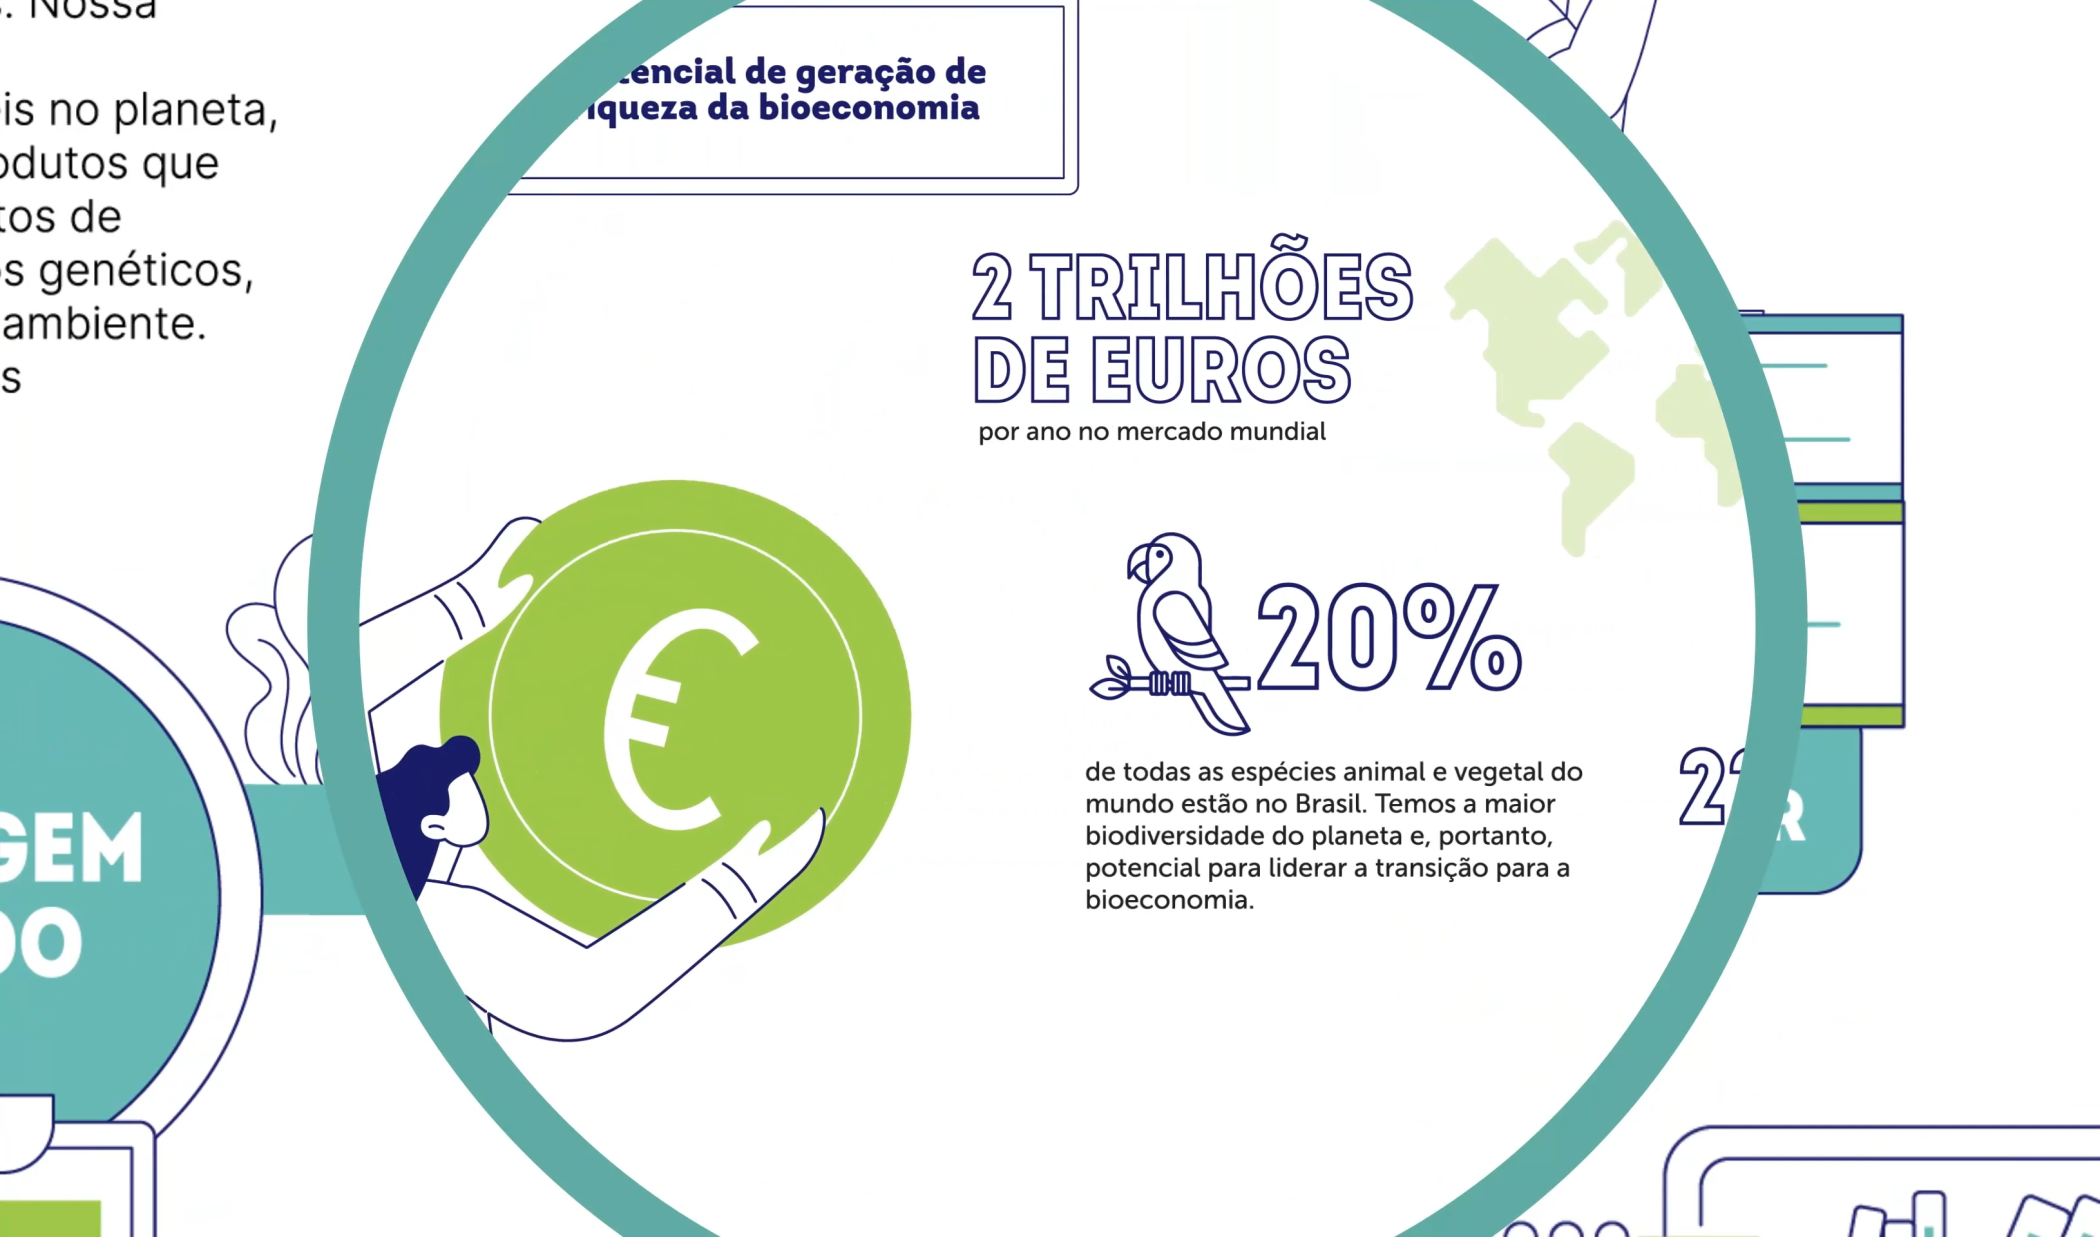 Nossa
is no planeta,
odutos que
tos de
s genéticos,
ambiente.
s
encial de geração de
iqueza da bioeconomia
2 TRILHÕES
DE EUROS
por ano no mercado mundial
€
20%
de todas as espécies animal e vegetal do
mundo estão no Brasil. Temos a maior
biodiversidade do planeta e, portanto,
potencial para liderar a transição para a
bioeconomia.
2
R
GEM
DO